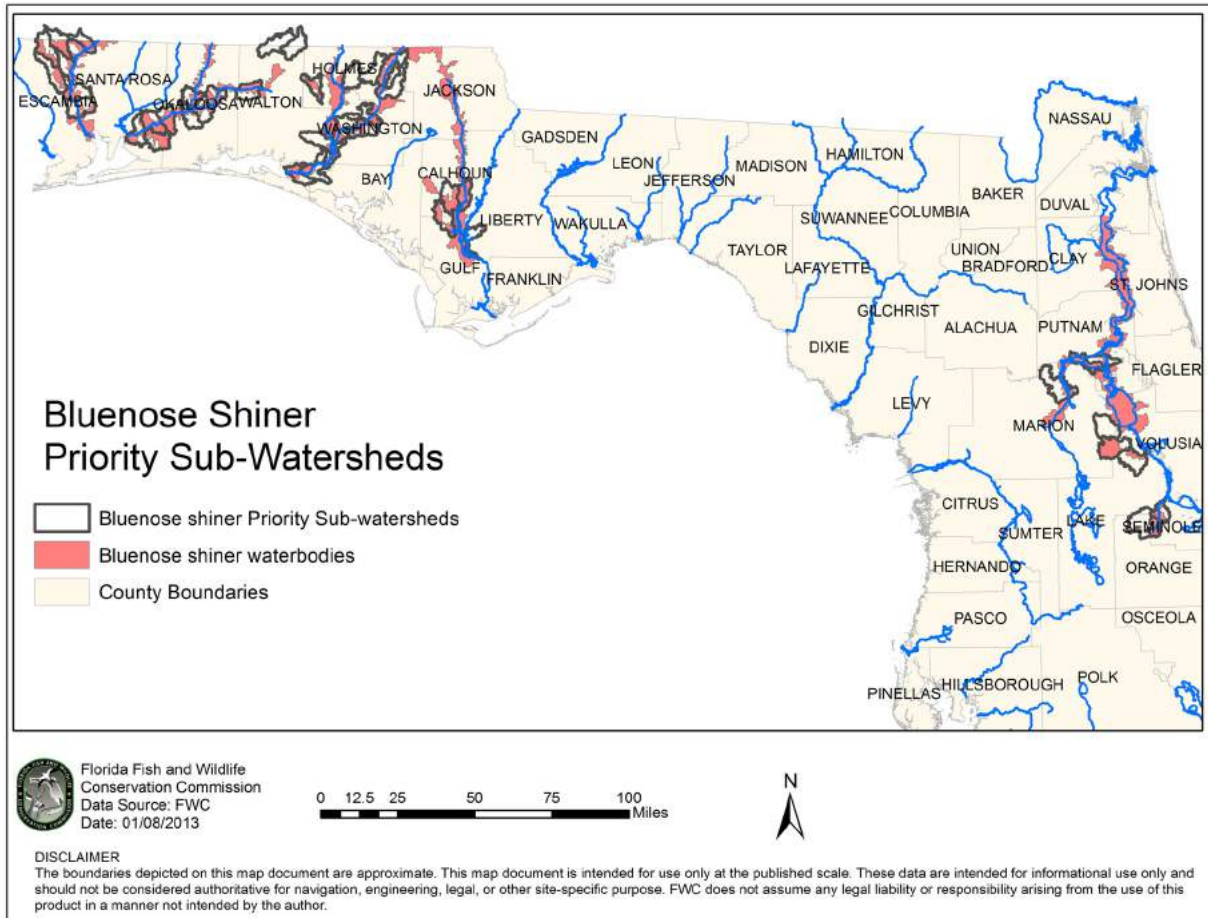 SANTA ROSA
ESCAMBIA
OKALOOSA
WALTON
HOLMES
WASHINGTON
JACKSON
BAY
CALHOUN
GADSDEN
LIBERTY
GULF
FRANKLIN
LEON
WAKULLA
JEFFERSON
MADISON
TAYLOR
HAMILTON
SUWANNEE
LAFAYETTE
DIXIE
COLUMBIA
GILCHRIST
BAKER
NASSAU
DUVAL
UNION
BRADFORD
CLAY
ST. JOHNS
ALACHUA
PUTNAM
FLAGLER
LEVY
MARION
VOLUSIA
CITRUS
SUMTER
LAKE
SEMINOLE
HERNANDO
ORANGE
PASCO
OSCEOLA
PINELLAS
HILLSBOROUGH
POLK
Bluenose Shiner
Priority Sub-Watersheds
Bluenose shiner Priority Sub-watersheds
Bluenose shiner waterbodies
County Boundaries
Florida Fish and Wildlife
Conservation Commission
Data Source: FWC
Date: 01/08/2013
0 12.5 25 50 75 100
Miles
N
DISCLAIMER
The boundaries depicted on this map document are approximate. This map document is intended for use only at the published scale. These data are intended for informational use only and
should not be considered authoritative for navigation, engineering, legal, or other site-specific purpose. FWC does not assume any legal liability or responsibility arising from the use of this
product in a manner not intended by the author.